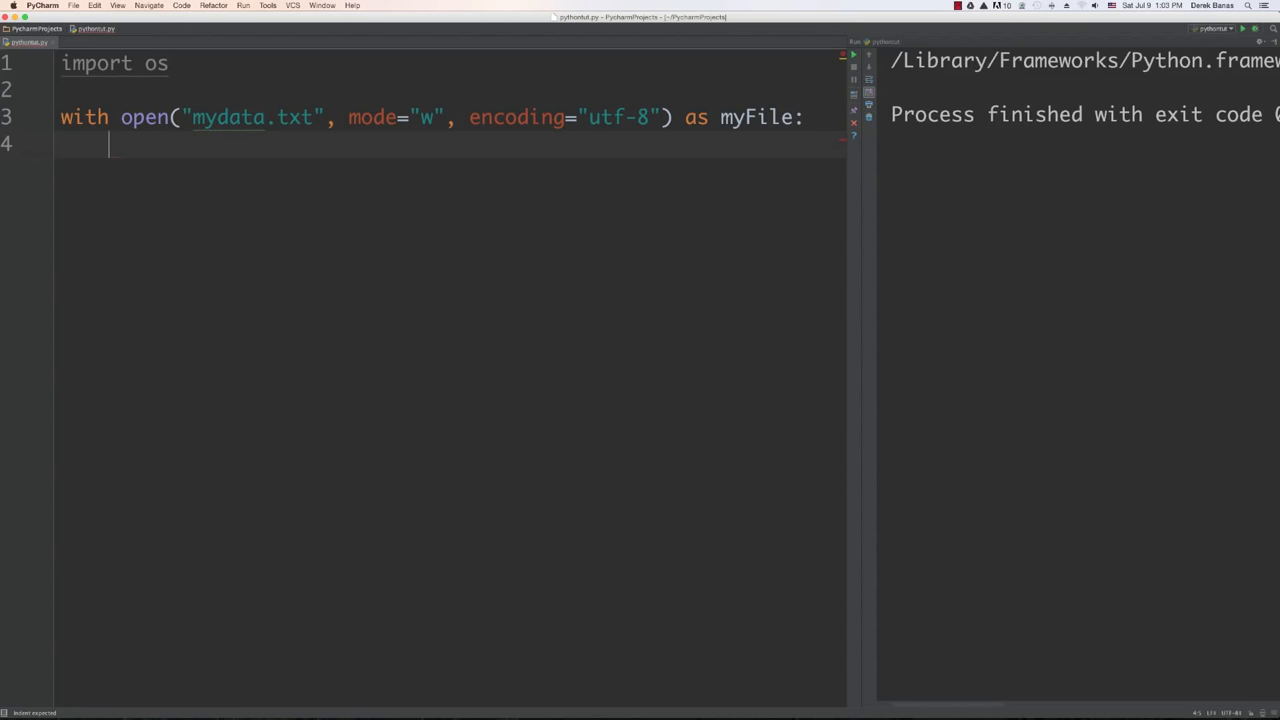 PyCharm File Edit View Navigate Code Refactor Run Tools VCS Window Help 10 Sat Jul 9 1:03 PM Derek Banas
pythontut.py - PycharmProjects - [~/PycharmProjects]
PycharmProjects pythontut.py pythontut
pythontut.py Run: pythontut
1 import os
2
3 with open("mydata.txt", mode="w", encoding="utf-8") as myFile:
4
/Library/Frameworks/Python.framew
Process finished with exit code 0
Indent expected 4:5 LF÷ UTF-8÷